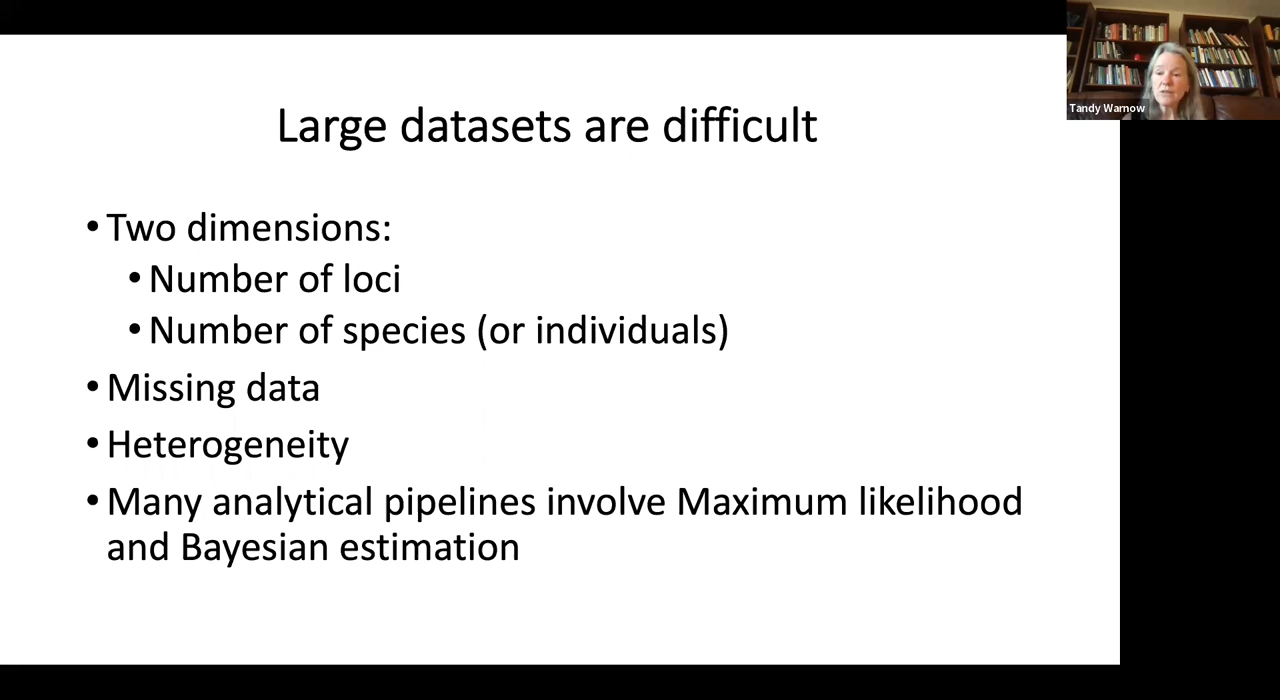 Large datasets are difficult
• Two dimensions:
• Number of loci
• Number of species (or individuals)
• Missing data
• Heterogeneity
• Many analytical pipelines involve Maximum likelihood
and Bayesian estimation
Tandy Warnow